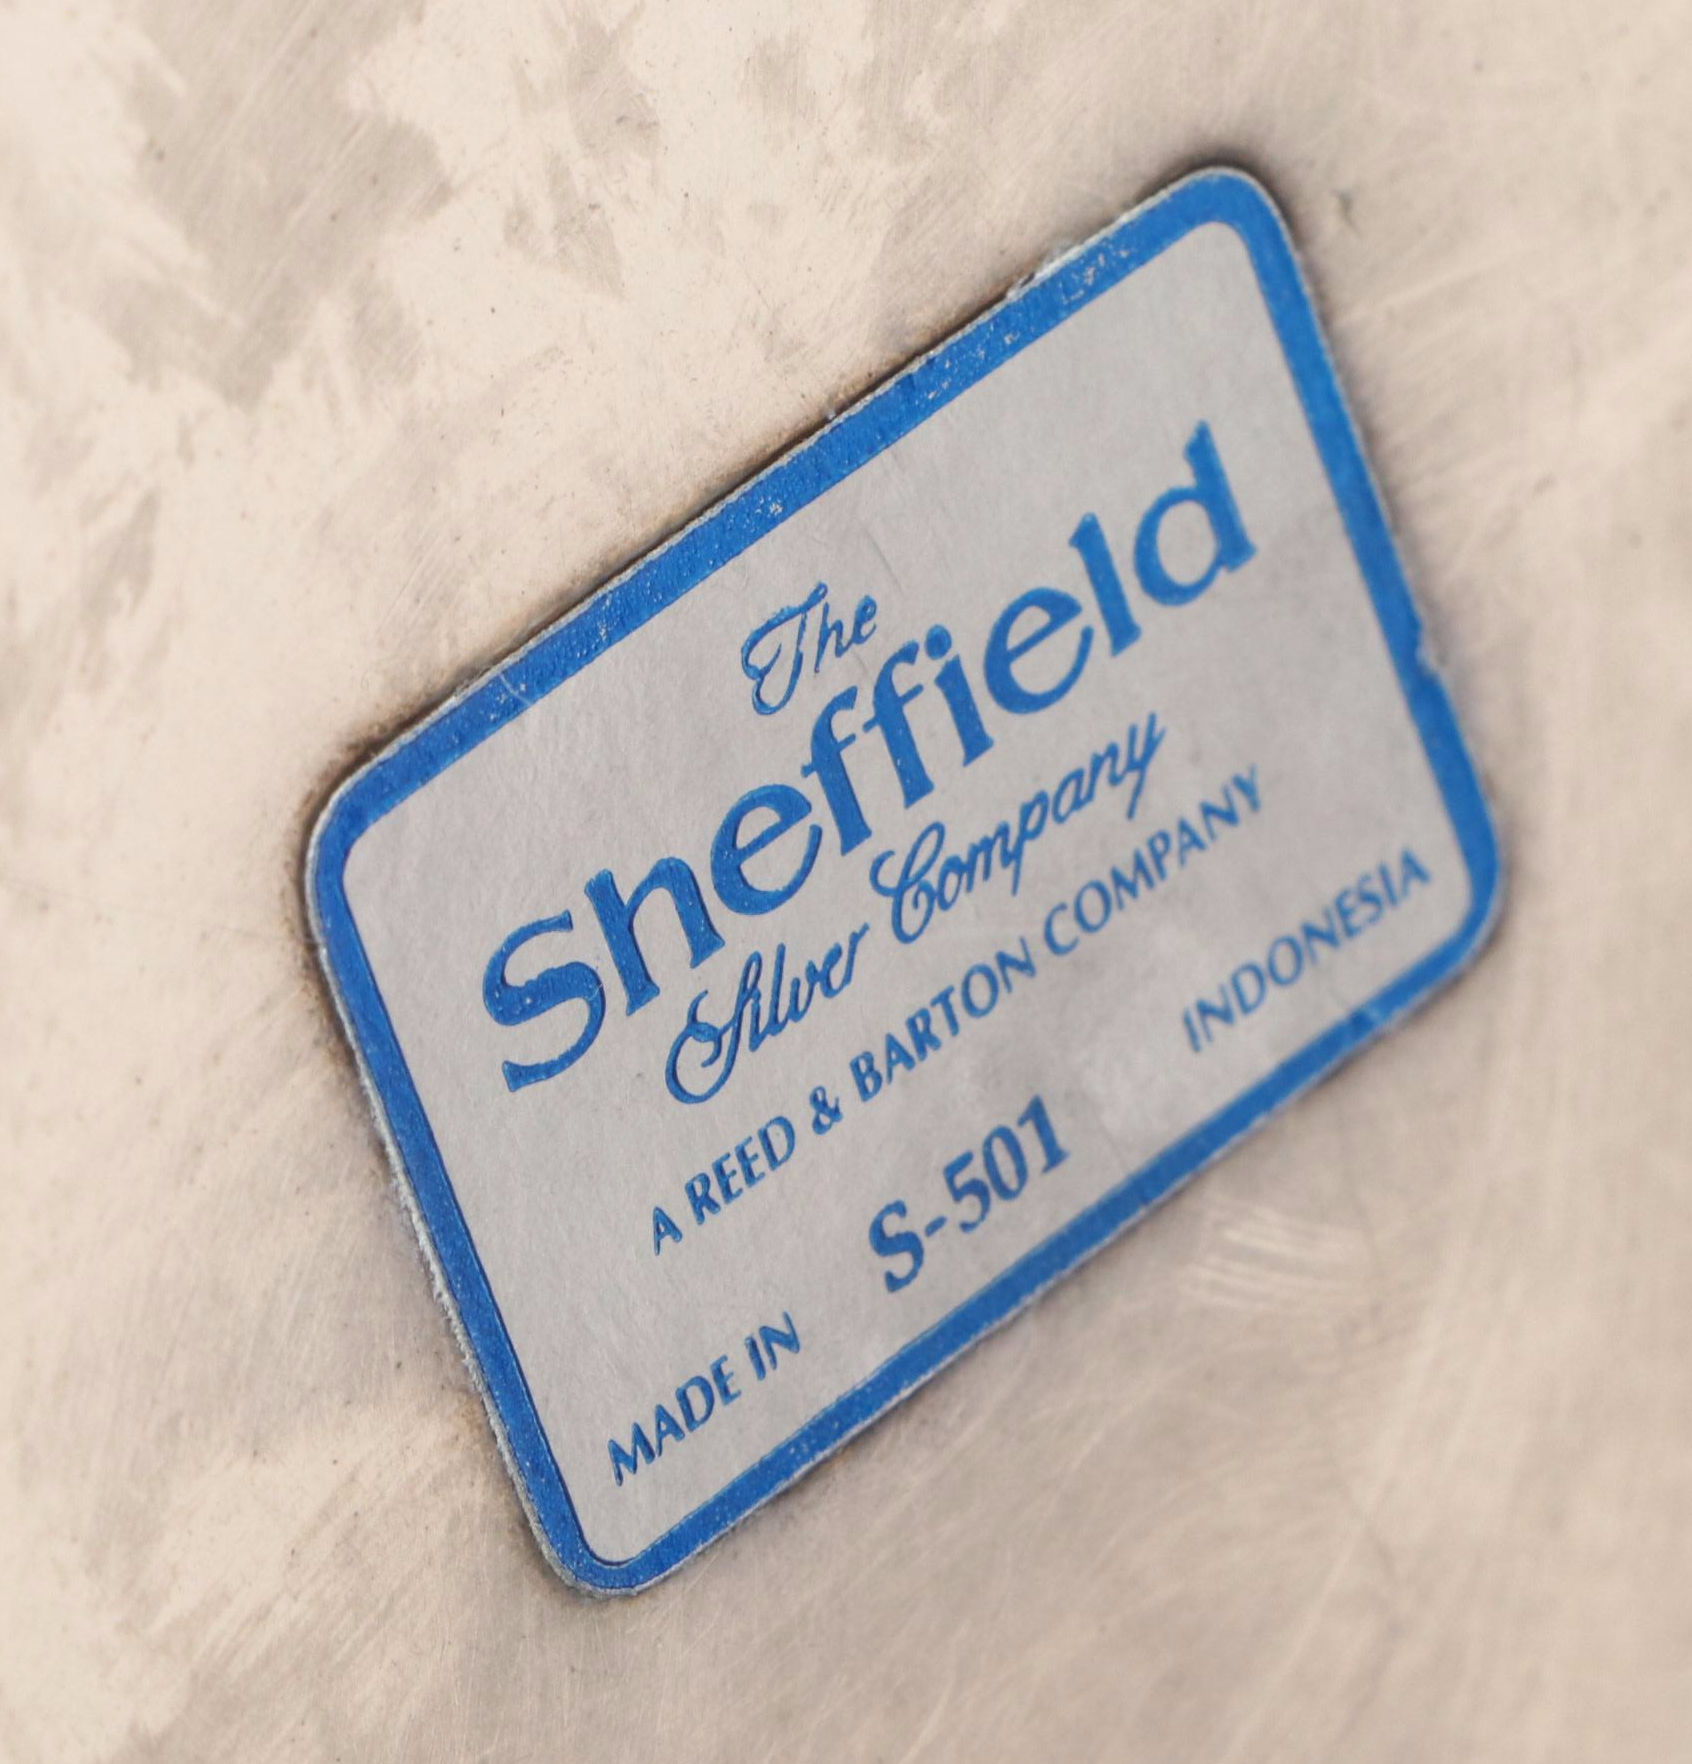 The
Sheffield
Silver Company
A REED & BARTON COMPANY
MADE IN S-501 INDONESIA